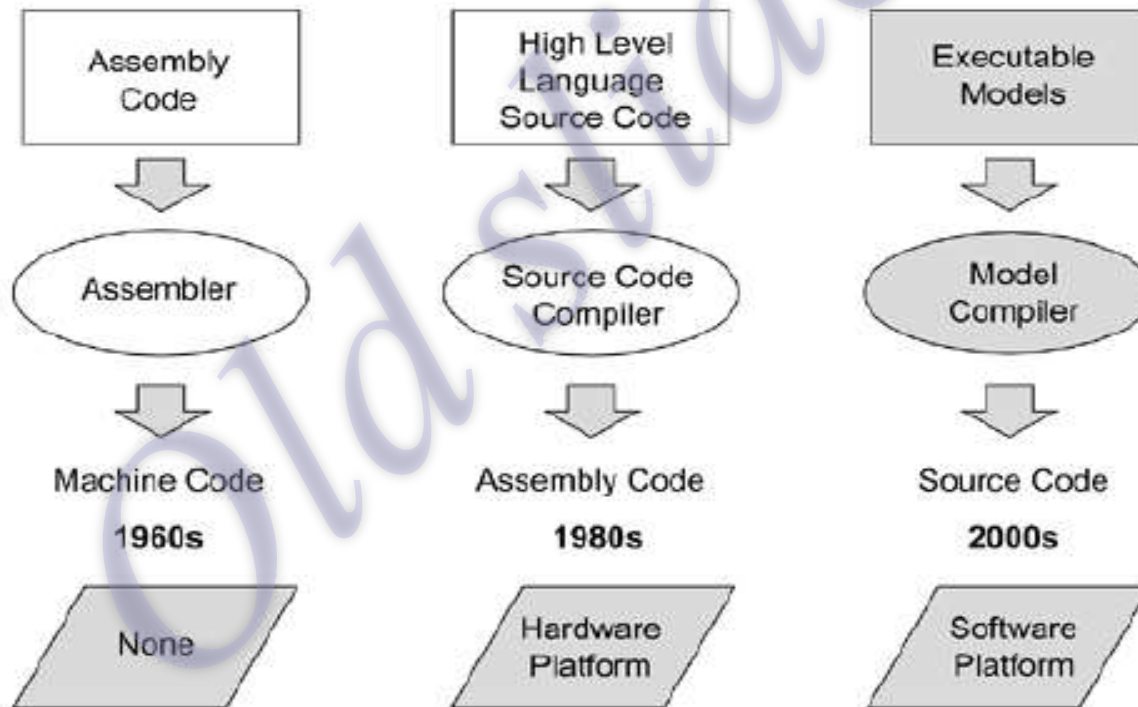 Assembly
Code
High Level
Language
Source Code
Executable
Models
Assembler
Source Code
Compiler
Model
Compiler
Machine Code
Assembly Code
Source Code
1960s
1980s
2000s
None
Hardware
Platform
Software
Platform